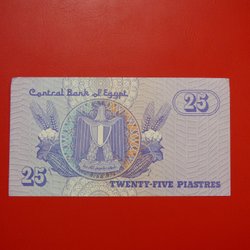 Central Bank of Egypt
25
25
TWENTY-FIVE PIASTRES